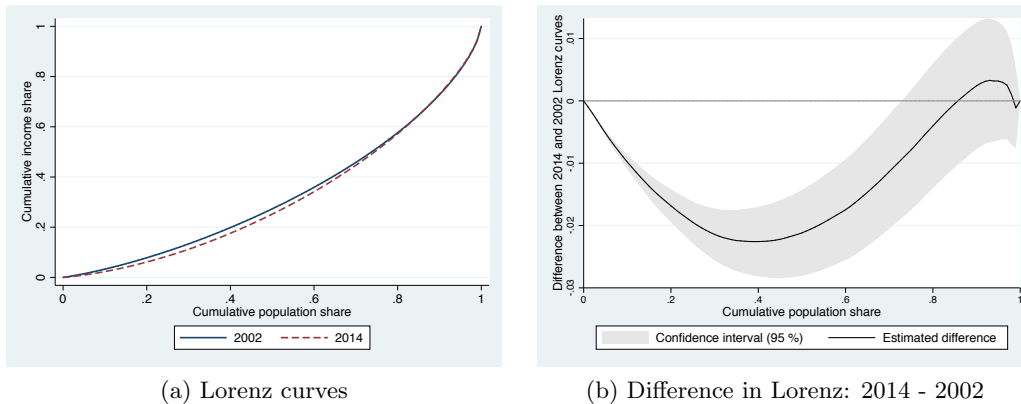 Cumulative income share
1
.8
.6
.4
.2
0
0 .2 .4 .6 .8 1
Cumulative population share
2002 2014
(a) Lorenz curves
Difference between 2014 and 2002 Lorenz curves
.01
0
-.01
-.02
-.03
0 .2 .4 .6 .8 1
Cumulative population share
Confidence interval (95 %) Estimated difference
(b) Difference in Lorenz: 2014 - 2002